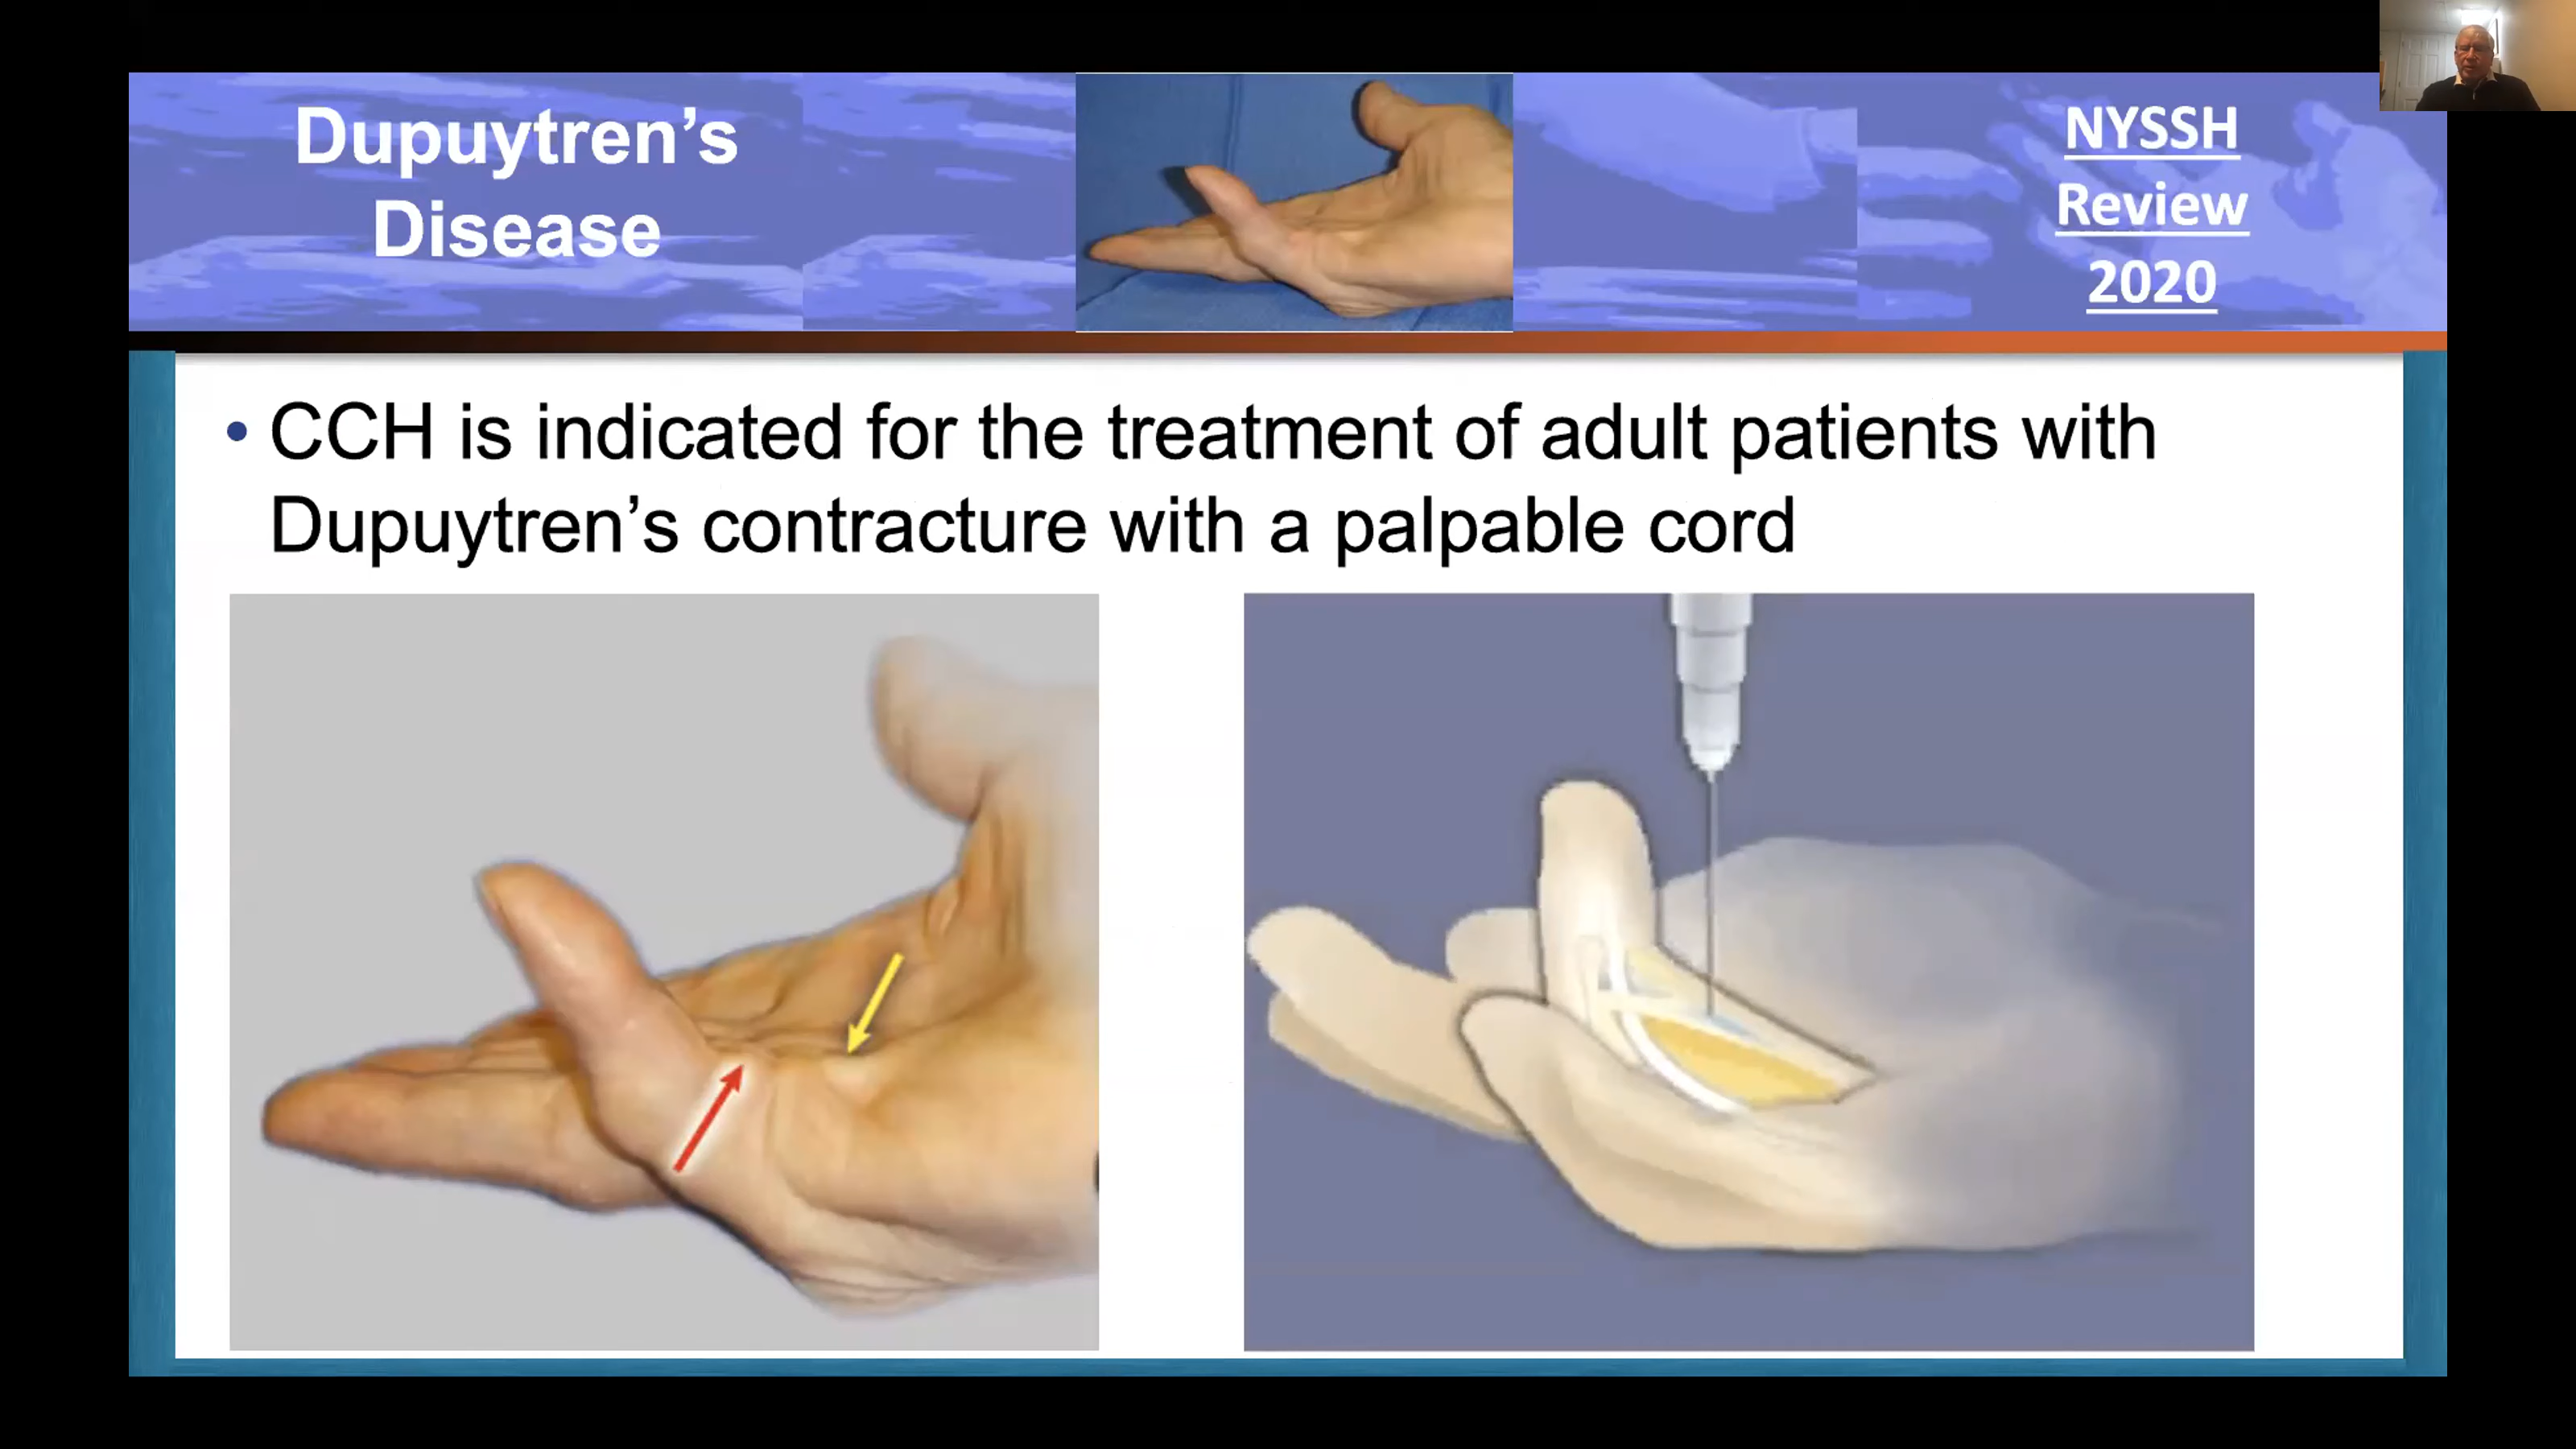 Dupuytren’s
Disease
NYSSH
Review
2020
• CCH is indicated for the treatment of adult patients with
Dupuytren’s contracture with a palpable cord